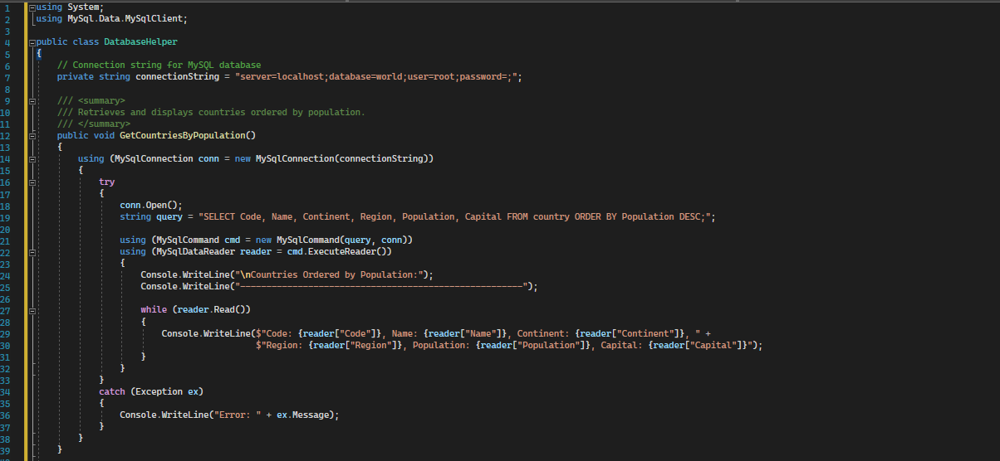 1 using System;
2 using MySql.Data.MySqlClient;
3
4 public class DatabaseHelper
5 {
6     // Connection string for MySQL database
7     private string connectionString = "server=localhost;database=world;user=root;password=;";
8
9     /// <summary>
10     /// Retrieves and displays countries ordered by population.
11     /// </summary>
12     public void GetCountriesByPopulation()
13     {
14         using (MySqlConnection conn = new MySqlConnection(connectionString))
15         {
16             try
17             {
18                 conn.Open();
19                 string query = "SELECT Code, Name, Continent, Region, Population, Capital FROM country ORDER BY Population DESC;";
20
21                 using (MySqlCommand cmd = new MySqlCommand(query, conn))
22                 using (MySqlDataReader reader = cmd.ExecuteReader())
23                 {
24                     Console.WriteLine("\nCountries Ordered by Population:");
25                     Console.WriteLine("------------------------------------------------------");
26
27                     while (reader.Read())
28                     {
29                         Console.WriteLine($"Code: {reader["Code"]}, Name: {reader["Name"]}, Continent: {reader["Continent"]}, " +
30                                           $"Region: {reader["Region"]}, Population: {reader["Population"]}, Capital: {reader["Capital"]}");
31                     }
32                 }
33             }
34             catch (Exception ex)
35             {
36                 Console.WriteLine("Error: " + ex.Message);
37             }
38         }
39     }